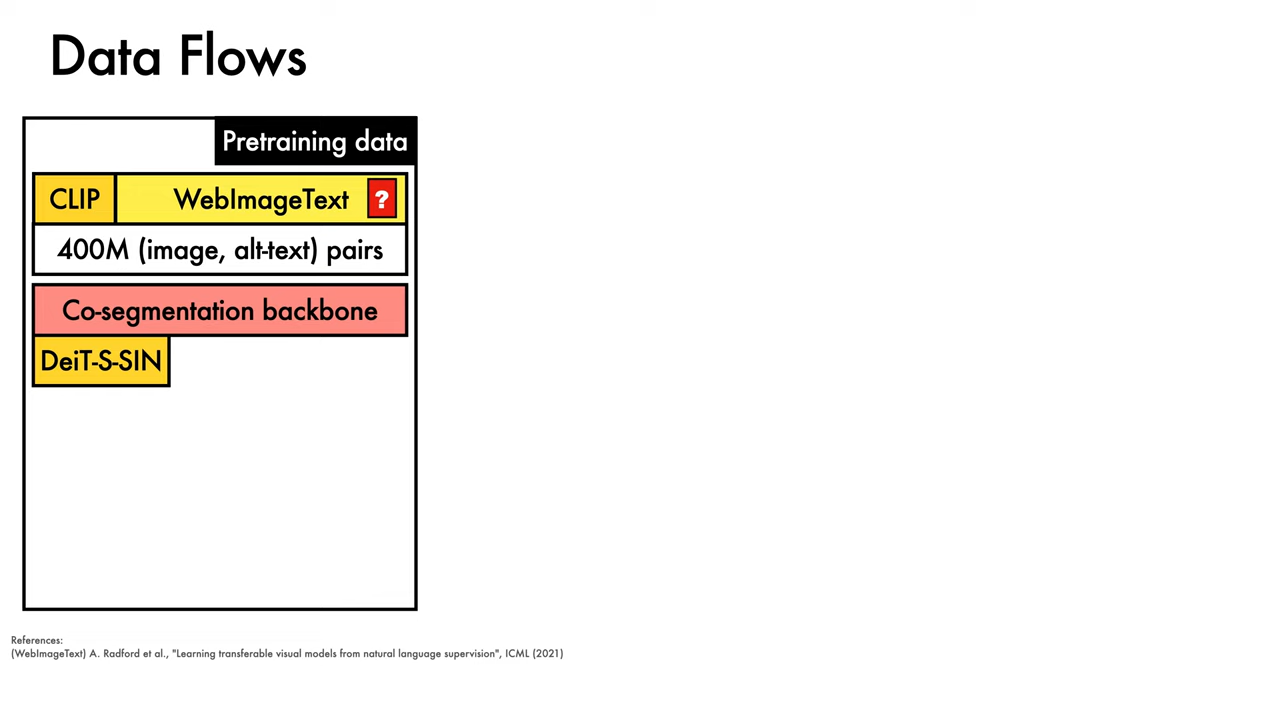 Data Flows
Pretraining data
CLIP WebImageText ?
400M (image, alt-text) pairs
Co-segmentation backbone
DeiT-S-SIN
References:
(WebImageText) A. Radford et al., "Learning transferable visual models from natural language supervision", ICML (2021)